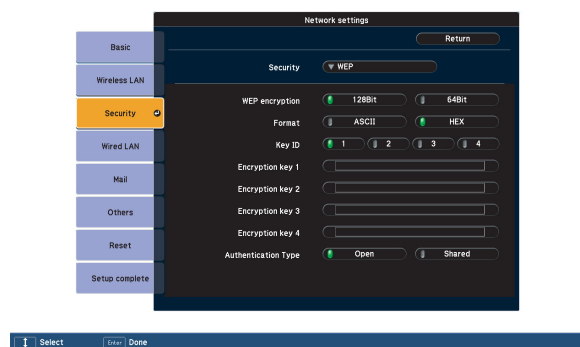 Network settings
Return
Basic
Wireless LAN
Security
Wired LAN
Mail
Others
Reset
Setup complete
Security WEP
WEP encryption 128Bit 64Bit
Format ASCII HEX
Key ID 1 2 3 4
Encryption key 1
Encryption key 2
Encryption key 3
Encryption key 4
Authentication Type Open Shared
Select Enter Done